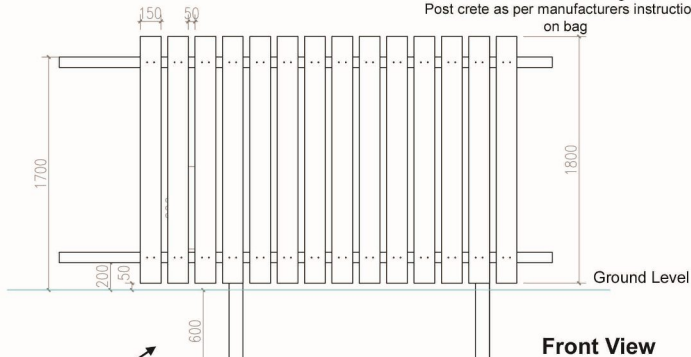 Post crete as per manufacturers instructio
on bag
150
50
1700
1800
200
50
Ground Level
600
Front View